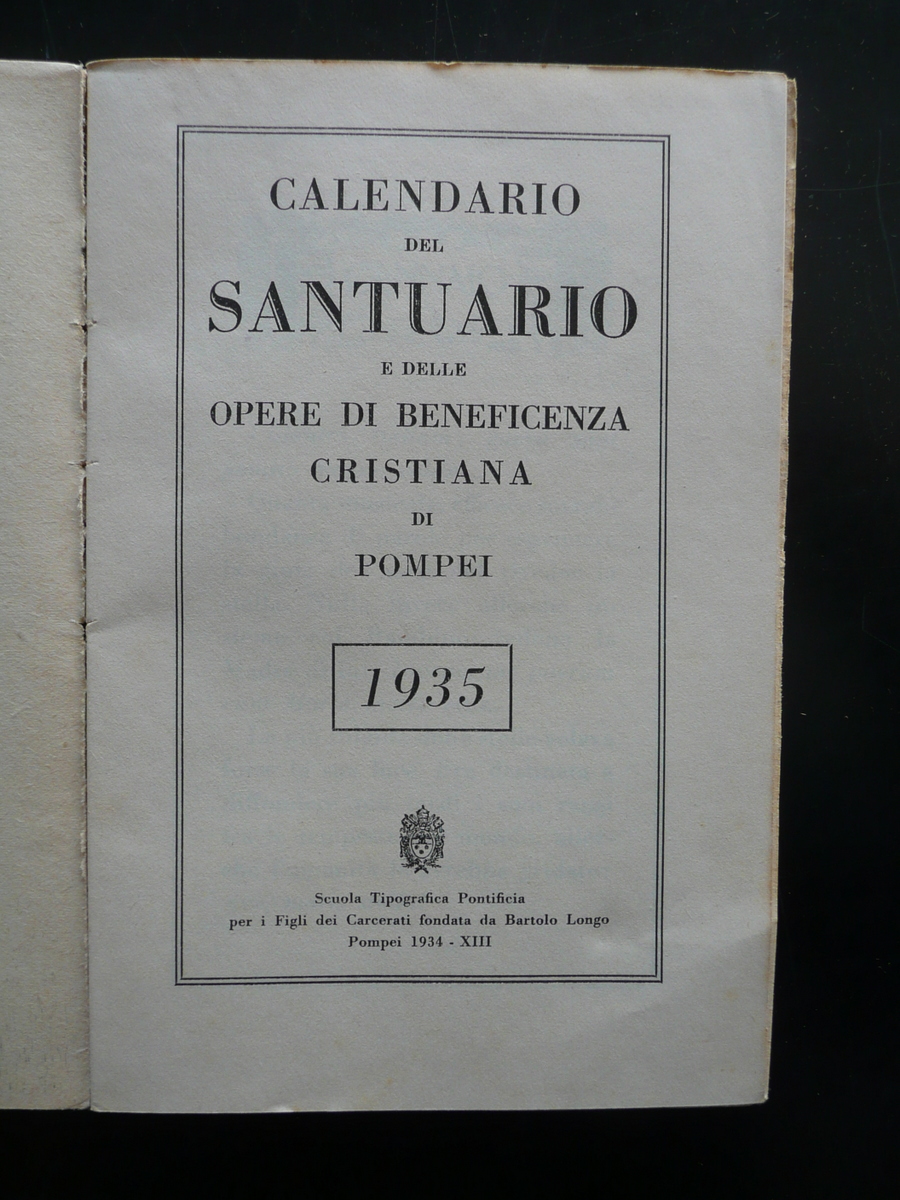 CALENDARIO
DEL
SANTUARIO
E DELLE
OPERE DI BENEFICENZA
CRISTIANA
DI
POMPEI
1935
Scuola Tipografica Pontificia
per i Figli dei Carcerati fondata da Bartolo Longo
Pompei 1934 - XIII